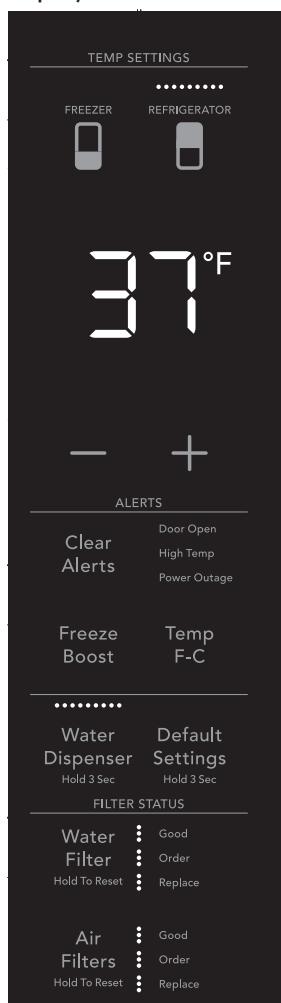 TEMP SETTINGS
FREEZER REFRIGERATOR
37°F
− +
ALERTS
Clear
Alerts
Door Open
High Temp
Power Outage
Freeze
Boost
Temp
F-C
Water
Dispenser
Hold 3 Sec
Default
Settings
Hold 3 Sec
FILTER STATUS
Water
Filter
Hold To Reset
Good
Order
Replace
Air
Filters
Hold To Reset
Good
Order
Replace